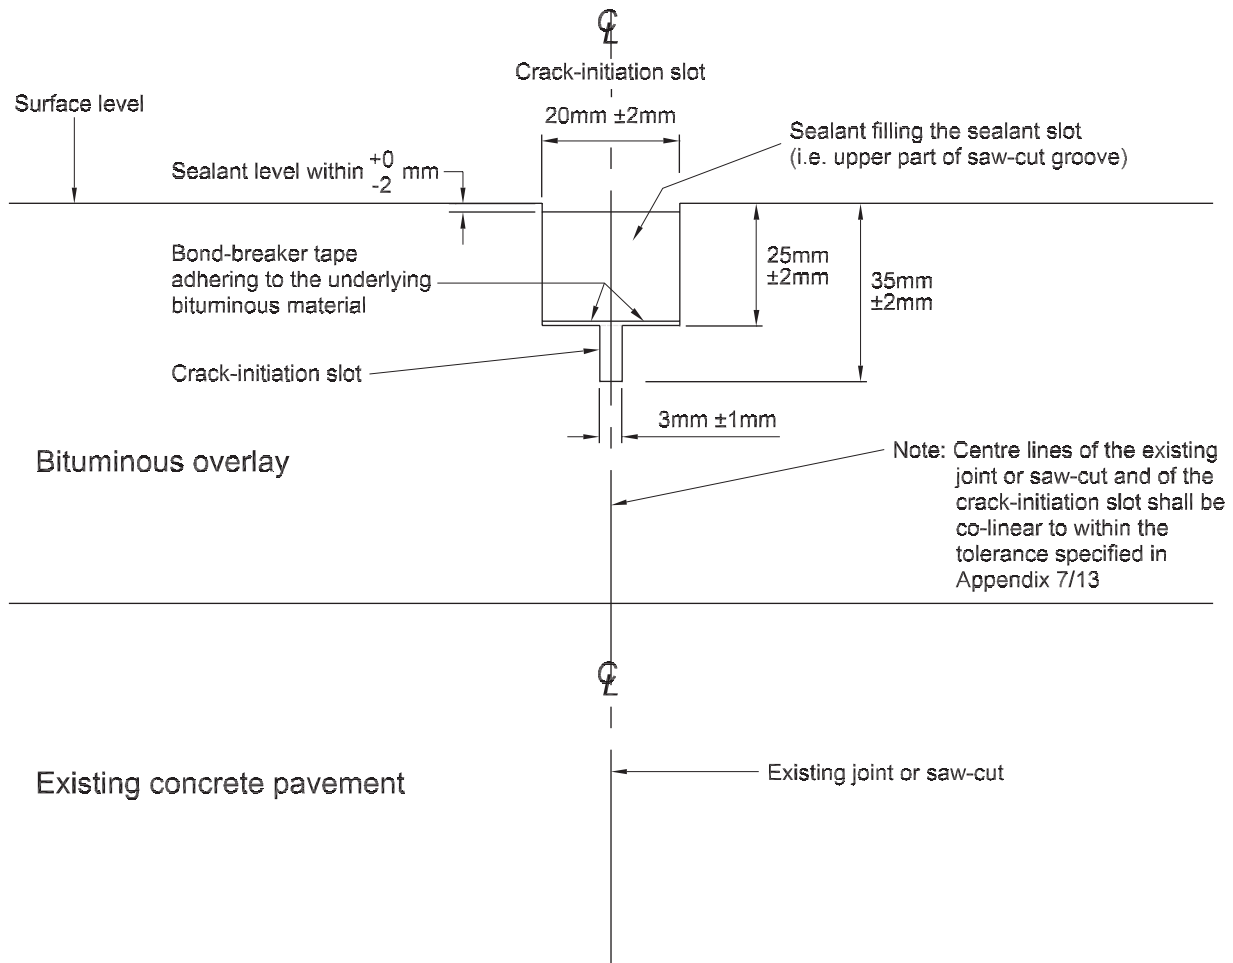 ℄
Crack-initiation slot
Surface level
20mm ±2mm
Sealant filling the sealant slot
(i.e. upper part of saw-cut groove)
Sealant level within +0 -2 mm
Bond-breaker tape
adhering to the underlying
bituminous material
25mm
±2mm
35mm
±2mm
Crack-initiation slot
3mm ±1mm
Bituminous overlay
Note: Centre lines of the existing
joint or saw-cut and of the
crack-initiation slot shall be
co-linear to within the
tolerance specified in
Appendix 7/13
℄
Existing concrete pavement
Existing joint or saw-cut